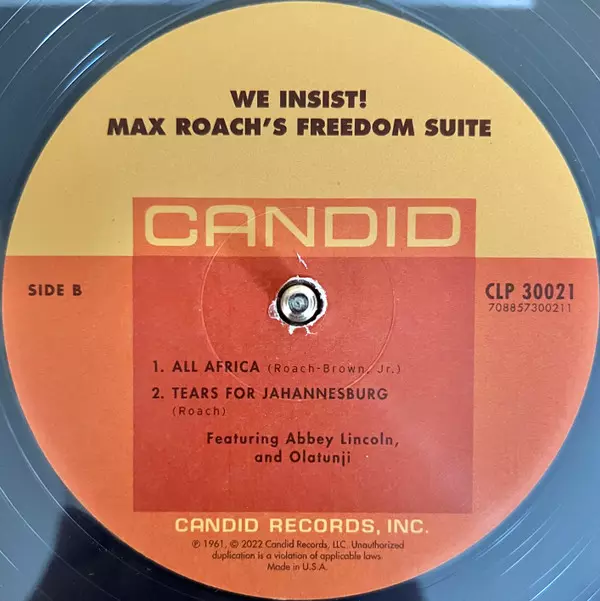 WE INSIST!
MAX ROACH'S FREEDOM SUITE
CANDID
SIDE B
CLP 30021
708857300211
1. ALL AFRICA (Roach-Brown, Jr.)
2. TEARS FOR JAHANNESBURG
(Roach)
Featuring Abbey Lincoln,
and Olatunji
CANDID RECORDS, INC.
℗ 1961, © 2022 Candid Records, LLC. Unauthorized
duplication is a violation of applicable laws.
Made in U.S.A.